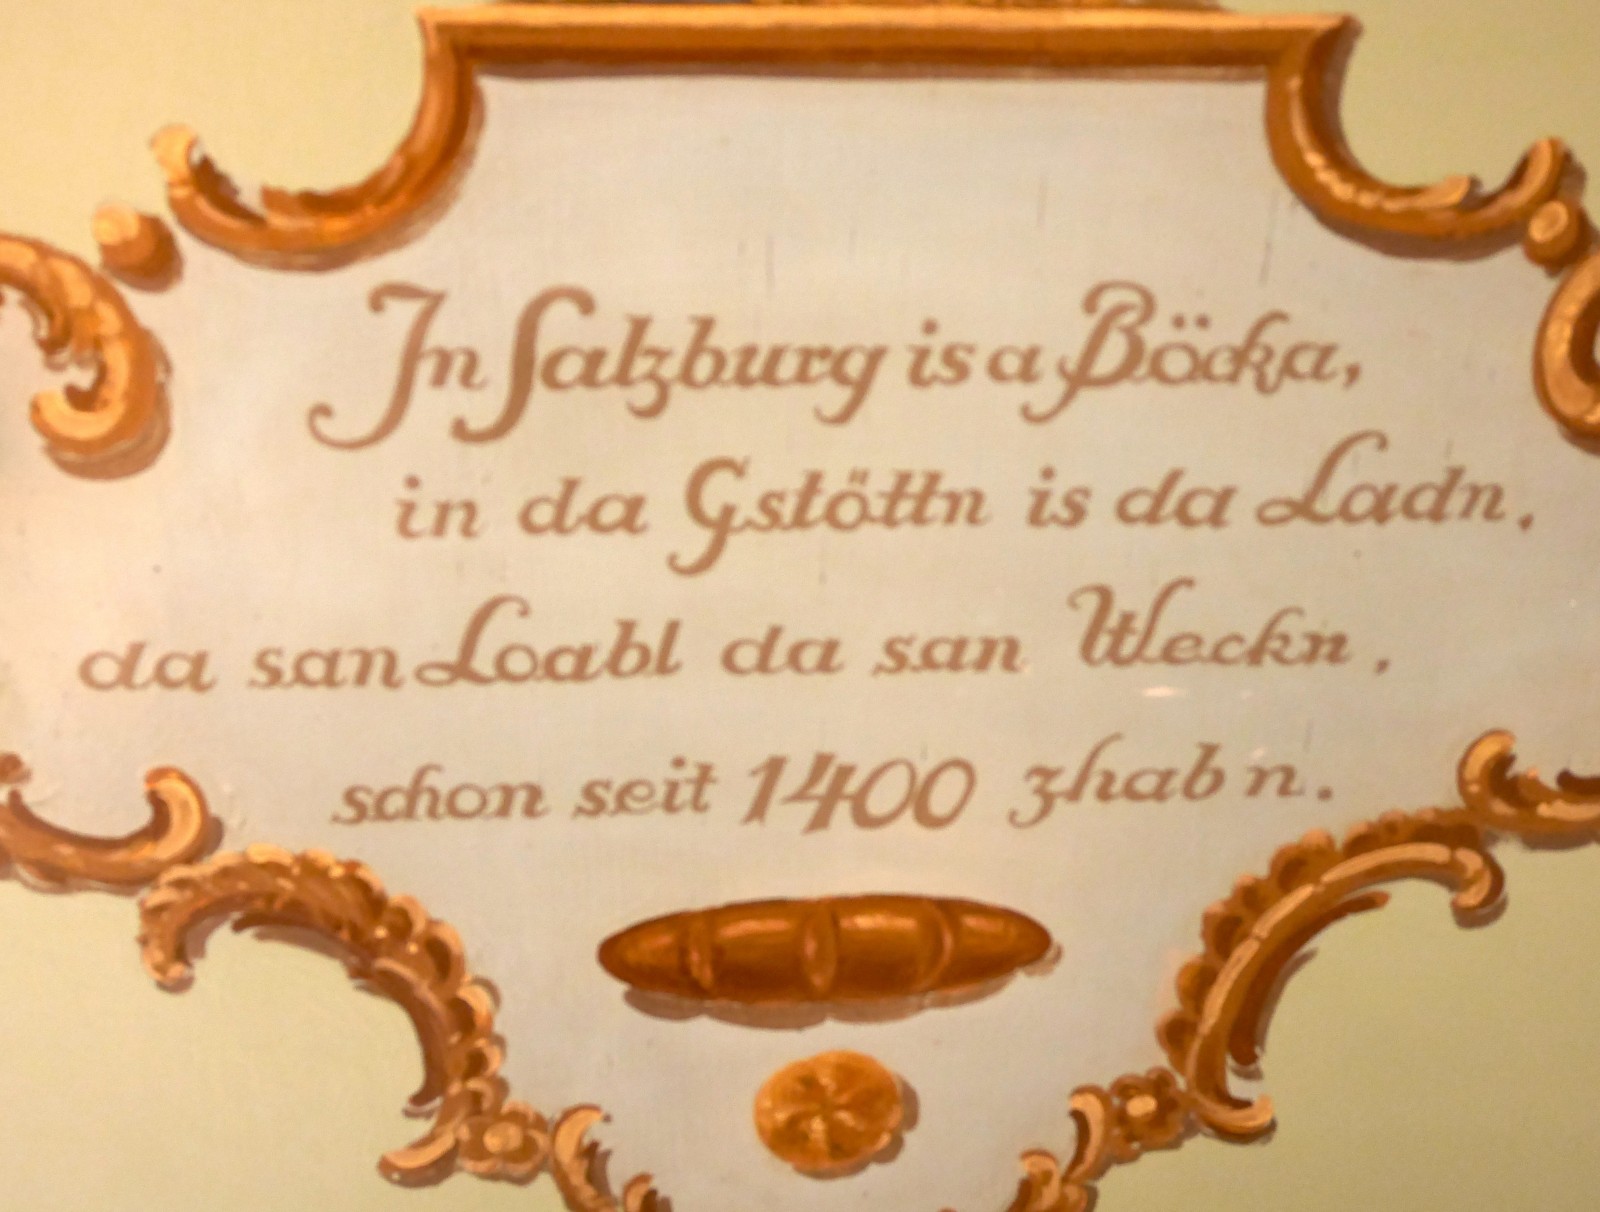 In Salzburg is a Böcka,
in da Gstöttn is da Ladn.
da san Loabl da san Weckn,
schon seit 1400 zhabn.